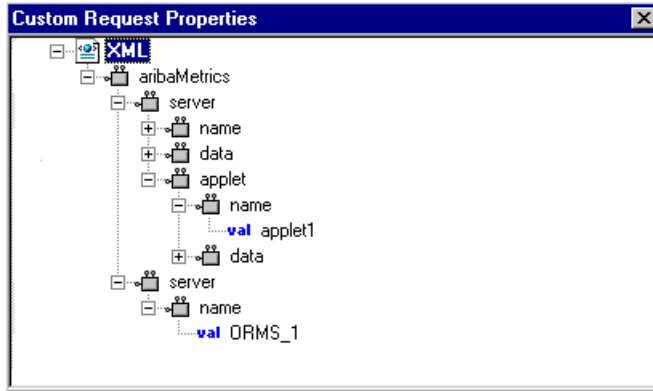 Custom Request Properties
XML
aribaMetrics
server
name
data
applet
name
val applet1
data
server
name
val ORMS_1